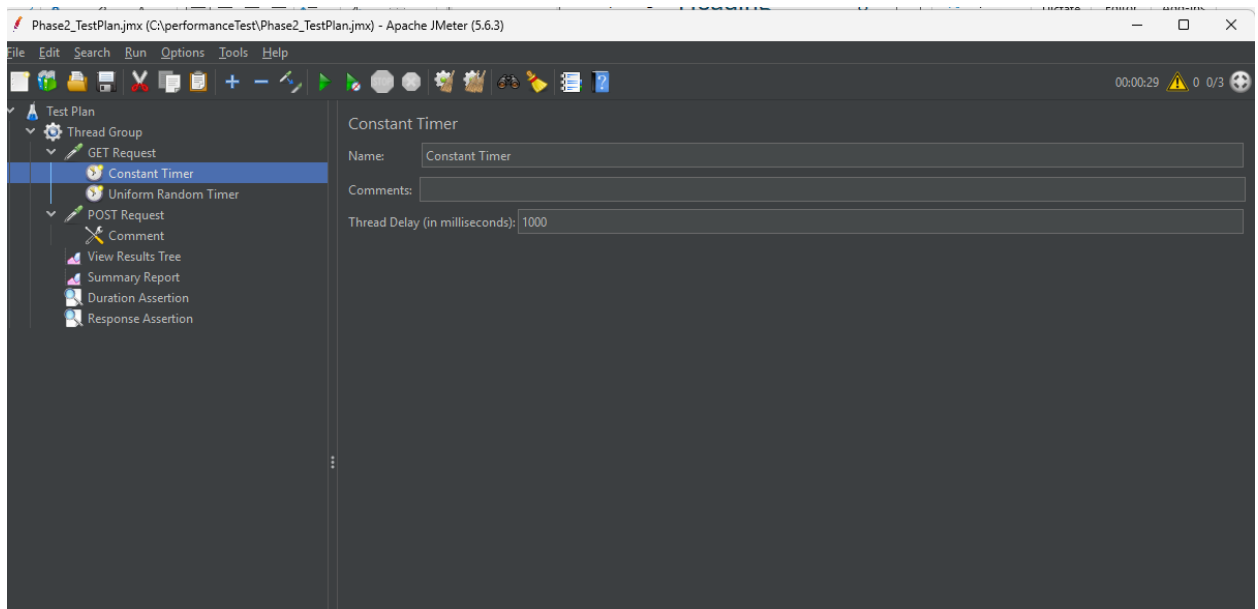 Phase2_TestPlan.jmx (C:\performanceTest\Phase2_TestPlan.jmx) - Apache JMeter (5.6.3)
File Edit Search Run Options Tools Help
00:00:29 0 0/3
Test Plan
Thread Group
GET Request
Constant Timer
Uniform Random Timer
POST Request
Comment
View Results Tree
Summary Report
Duration Assertion
Response Assertion
Constant Timer
Name: Constant Timer
Comments:
Thread Delay (in milliseconds): 1000